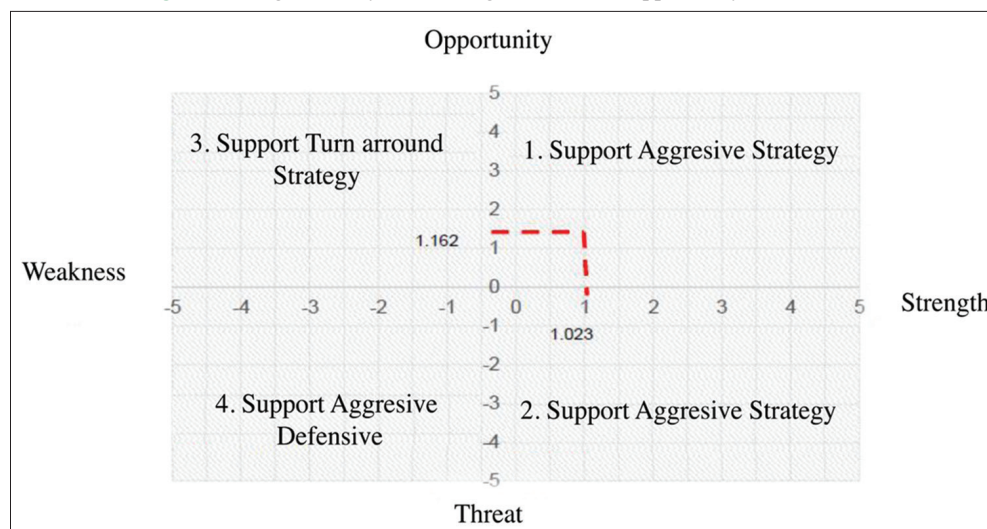 Opportunity
5
4
3
2
1
0
-1
-2
-3
-4
-5
3. Support Turn arround
Strategy
1. Support Aggresive Strategy
1.162
Weakness
-5 -4 -3 -2 -1 0 1 2 3 4 5
Strength
1.023
4. Support Aggresive
Defensive
2. Support Aggresive Strategy
Threat